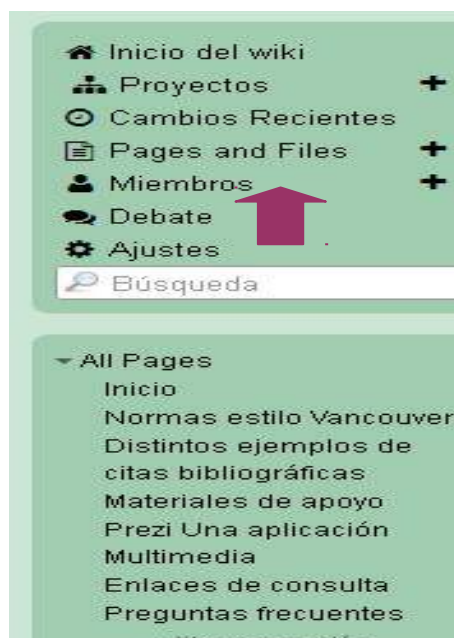 Inicio del wiki
Proyectos
Cambios Recientes
Pages and Files
Miembros
Debate
Ajustes
Búsqueda
All Pages
Inicio
Normas estilo Vancouver
Distintos ejemplos de
citas bibliográficas
Materiales de apoyo
Prezi Una aplicación
Multimedia
Enlaces de consulta
Preguntas frecuentes